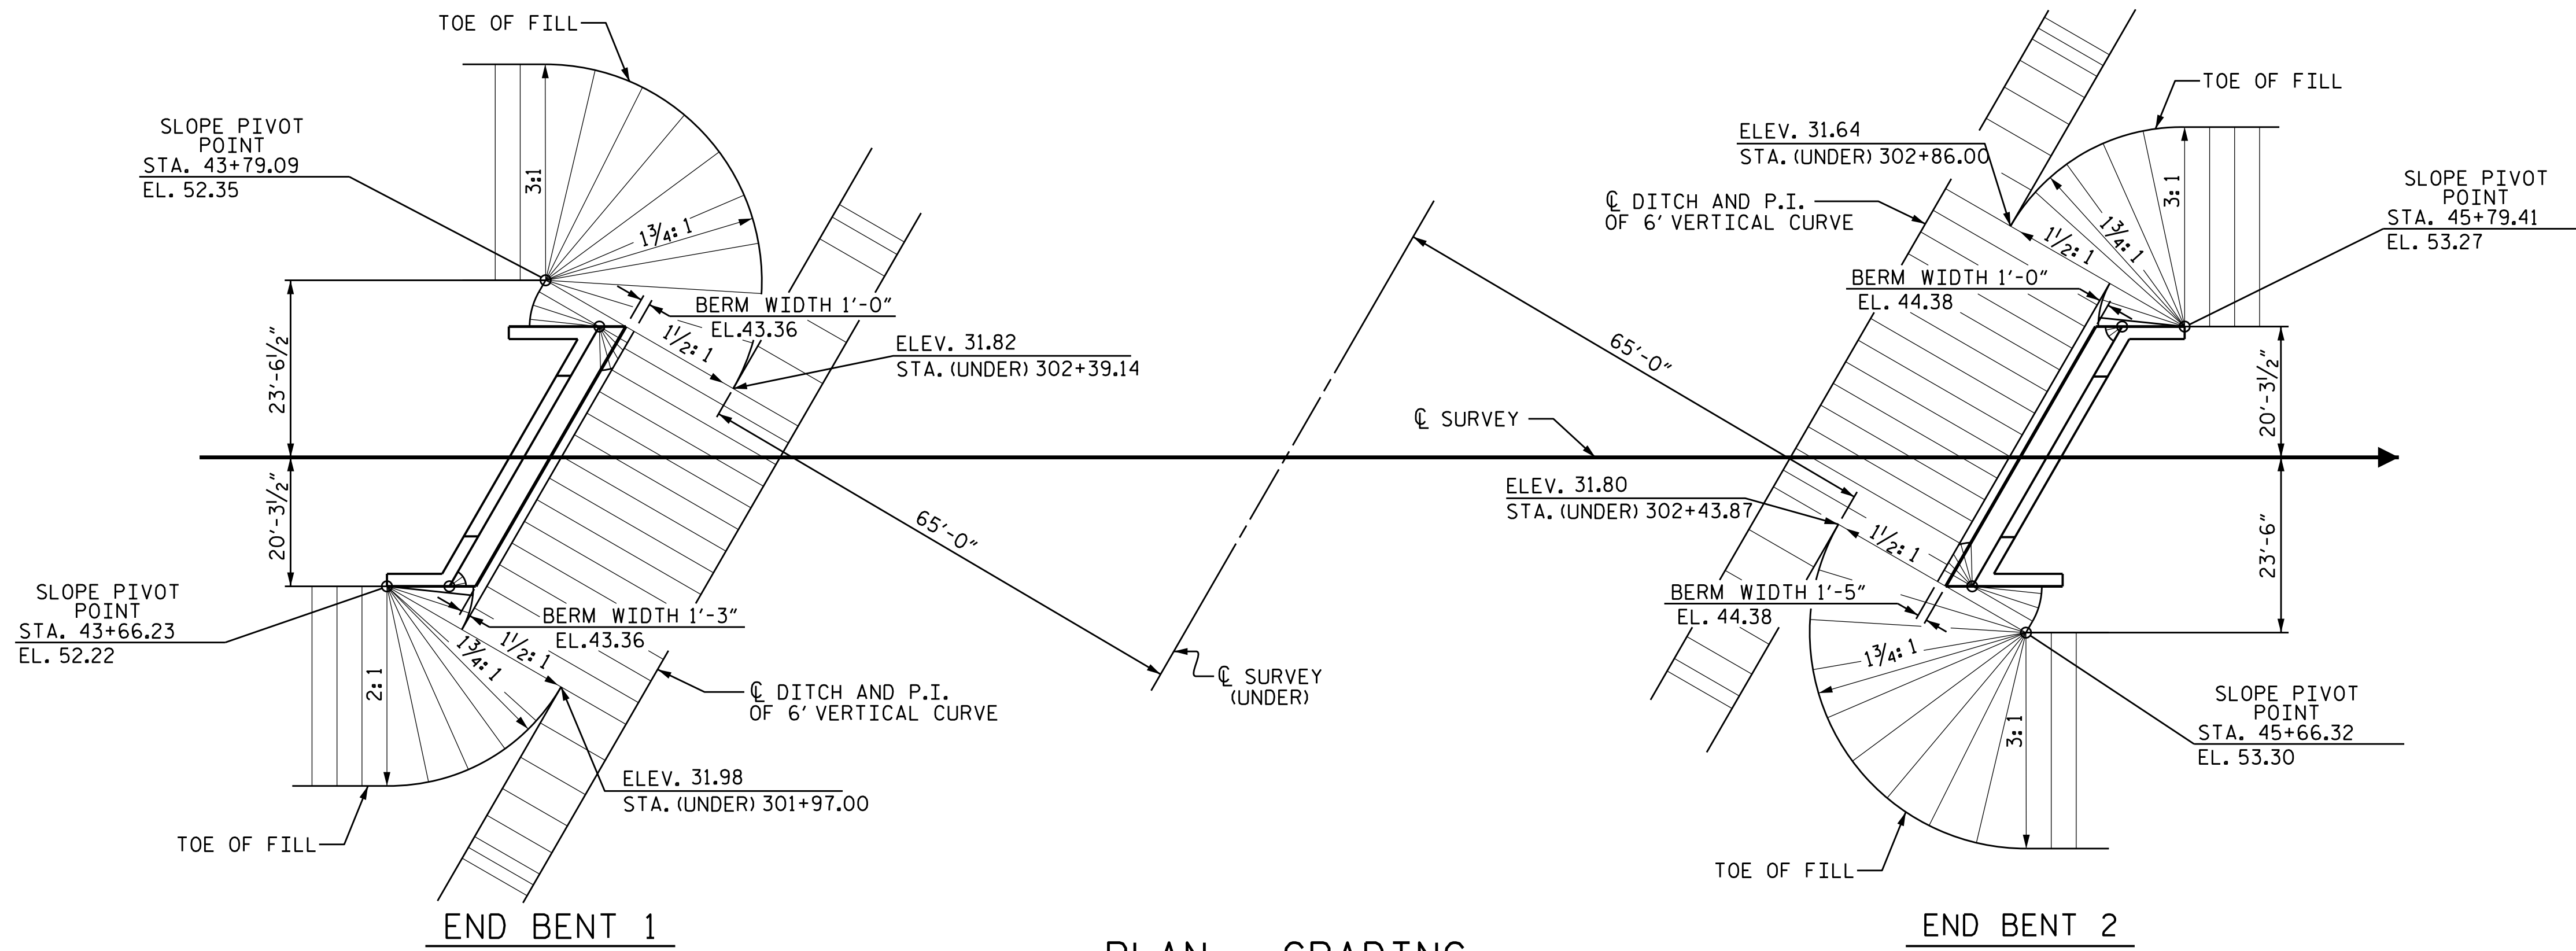 TOE OF FILL
SLOPE PIVOT
POINT
STA. 43+79.09
EL. 52.35
3:1
1¾:1
BERM WIDTH 1'-0"
EL. 43.36
1½:1
ELEV. 31.82
STA. (UNDER) 302+39.14
23'-6½"
20'-3½"
65'-0"
SLOPE PIVOT
POINT
STA. 43+66.23
EL. 52.22
2:1
1¾:1
1½:1
BERM WIDTH 1'-3"
EL. 43.36
℄ DITCH AND P.I.
OF 6' VERTICAL CURVE
ELEV. 31.98
STA. (UNDER) 301+97.00
TOE OF FILL
END BENT 1
℄ SURVEY
℄ SURVEY
(UNDER)
65'-0"
ELEV. 31.64
STA. (UNDER) 302+86.00
℄ DITCH AND P.I.
OF 6' VERTICAL CURVE
TOE OF FILL
3:1
1¾:1
1½:1
SLOPE PIVOT
POINT
STA. 45+79.41
EL. 53.27
BERM WIDTH 1'-0"
EL. 44.38
20'-3½"
23'-6"
ELEV. 31.80
STA. (UNDER) 302+43.87
1½:1
BERM WIDTH 1'-5"
EL. 44.38
1¾:1
3:1
SLOPE PIVOT
POINT
STA. 45+66.32
EL. 53.30
TOE OF FILL
END BENT 2
PLAN - GRADING